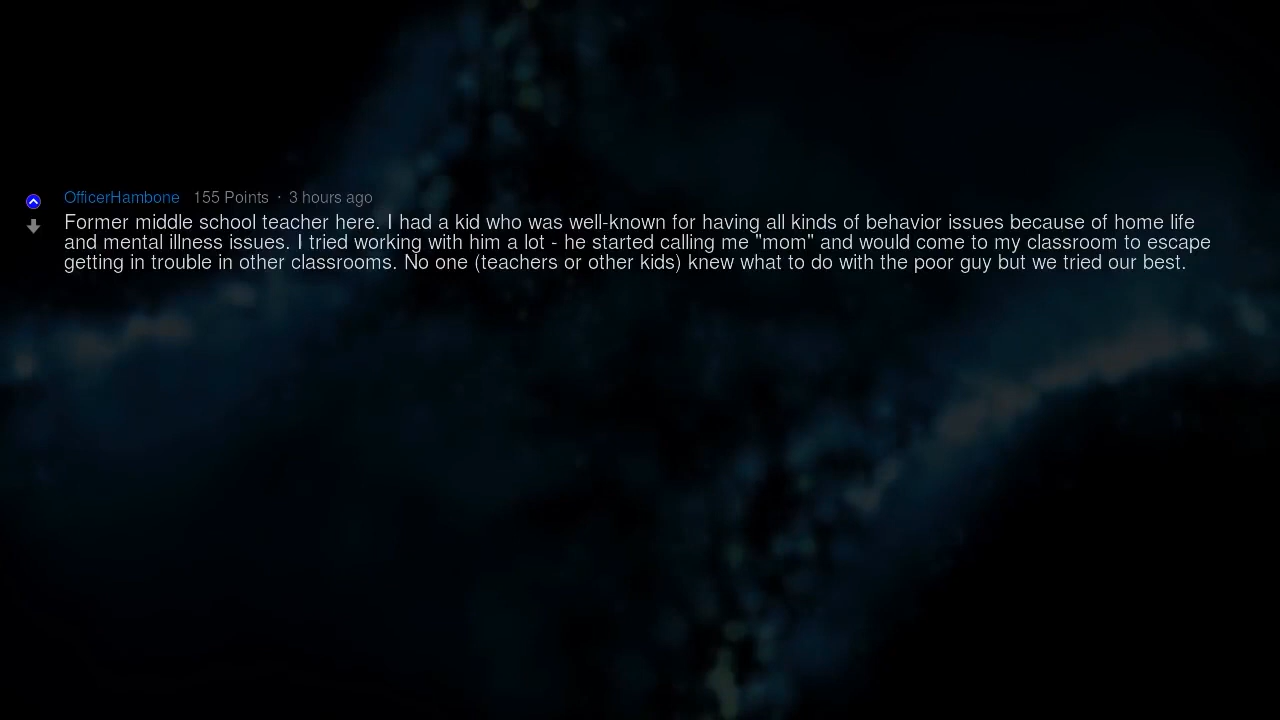 OfficerHambone 155 Points · 3 hours ago
Former middle school teacher here. I had a kid who was well-known for having all kinds of behavior issues because of home life
and mental illness issues. I tried working with him a lot - he started calling me "mom" and would come to my classroom to escape
getting in trouble in other classrooms. No one (teachers or other kids) knew what to do with the poor guy but we tried our best.